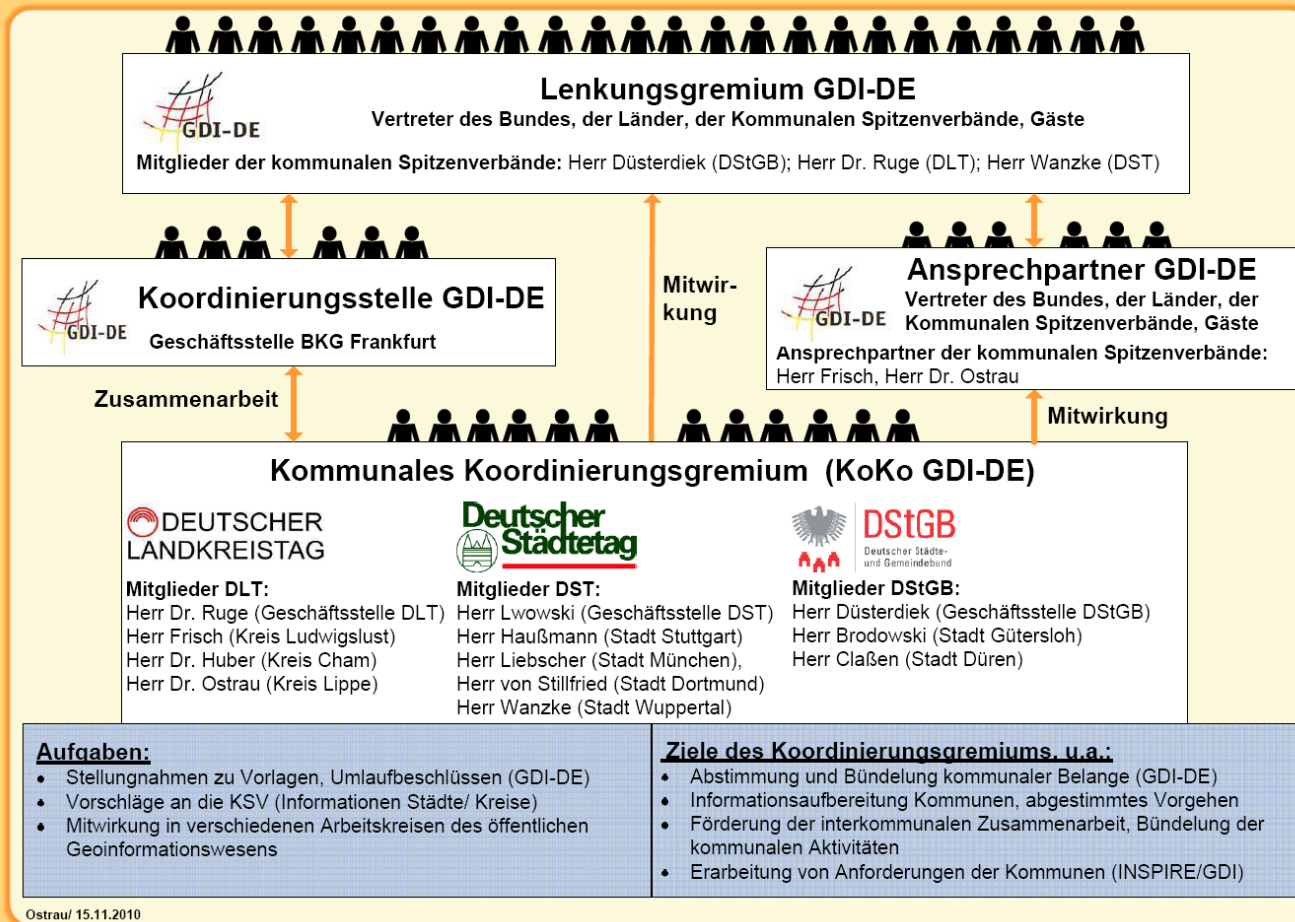 Lenkungsgremium GDI-DE
GDI-DE
Vertreter des Bundes, der Länder, der Kommunalen Spitzenverbände, Gäste
Mitglieder der kommunalen Spitzenverbände: Herr Düsterdiek (DStGB); Herr Dr. Ruge (DLT); Herr Wanzke (DST)
Koordinierungsstelle GDI-DE
GDI-DE
Geschäftsstelle BKG Frankfurt
Mitwir-
kung
Ansprechpartner GDI-DE
GDI-DE
Vertreter des Bundes, der Länder, der
Kommunalen Spitzenverbände, Gäste
Ansprechpartner der kommunalen Spitzenverbände:
Herr Frisch, Herr Dr. Ostrau
Zusammenarbeit
Mitwirkung
Kommunales Koordinierungsgremium (KoKo GDI-DE)
DEUTSCHER
LANDKREISTAG
Mitglieder DLT:
Herr Dr. Ruge (Geschäftsstelle DLT)
Herr Frisch (Kreis Ludwigslust)
Herr Dr. Huber (Kreis Cham)
Herr Dr. Ostrau (Kreis Lippe)
Deutscher
Städtetag
Mitglieder DST:
Herr Lwowski (Geschäftsstelle DST)
Herr Haußmann (Stadt Stuttgart)
Herr Liebscher (Stadt München),
Herr von Stillfried (Stadt Dortmund)
Herr Wanzke (Stadt Wuppertal)
DStGB
Deutscher Städte-
und Gemeindebund
Mitglieder DStGB:
Herr Düsterdiek (Geschäftsstelle DStGB)
Herr Brodowski (Stadt Gütersloh)
Herr Claßen (Stadt Düren)
Aufgaben:
• Stellungnahmen zu Vorlagen, Umlaufbeschlüssen (GDI-DE)
• Vorschläge an die KSV (Informationen Städte/ Kreise)
• Mitwirkung in verschiedenen Arbeitskreisen des öffentlichen
Geoinformationswesens
Ziele des Koordinierungsgremiums, u.a.:
• Abstimmung und Bündelung kommunaler Belange (GDI-DE)
• Informationsaufbereitung Kommunen, abgestimmtes Vorgehen
• Förderung der interkommunalen Zusammenarbeit, Bündelung der
kommunalen Aktivitäten
• Erarbeitung von Anforderungen der Kommunen (INSPIRE/GDI)
Ostrau/ 15.11.2010